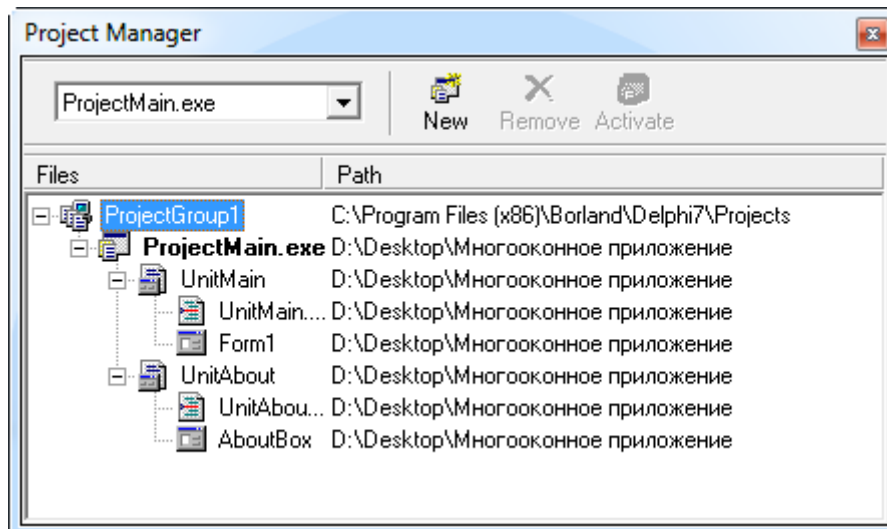 Project Manager
ProjectMain.exe
New Remove Activate
Files Path
ProjectGroup1 C:\Program Files (x86)\Borland\Delphi7\Projects
ProjectMain.exe D:\Desktop\Многооконное приложение
UnitMain D:\Desktop\Многооконное приложение
UnitMain.... D:\Desktop\Многооконное приложение
Form1 D:\Desktop\Многооконное приложение
UnitAbout D:\Desktop\Многооконное приложение
UnitAbou... D:\Desktop\Многооконное приложение
AboutBox D:\Desktop\Многооконное приложение